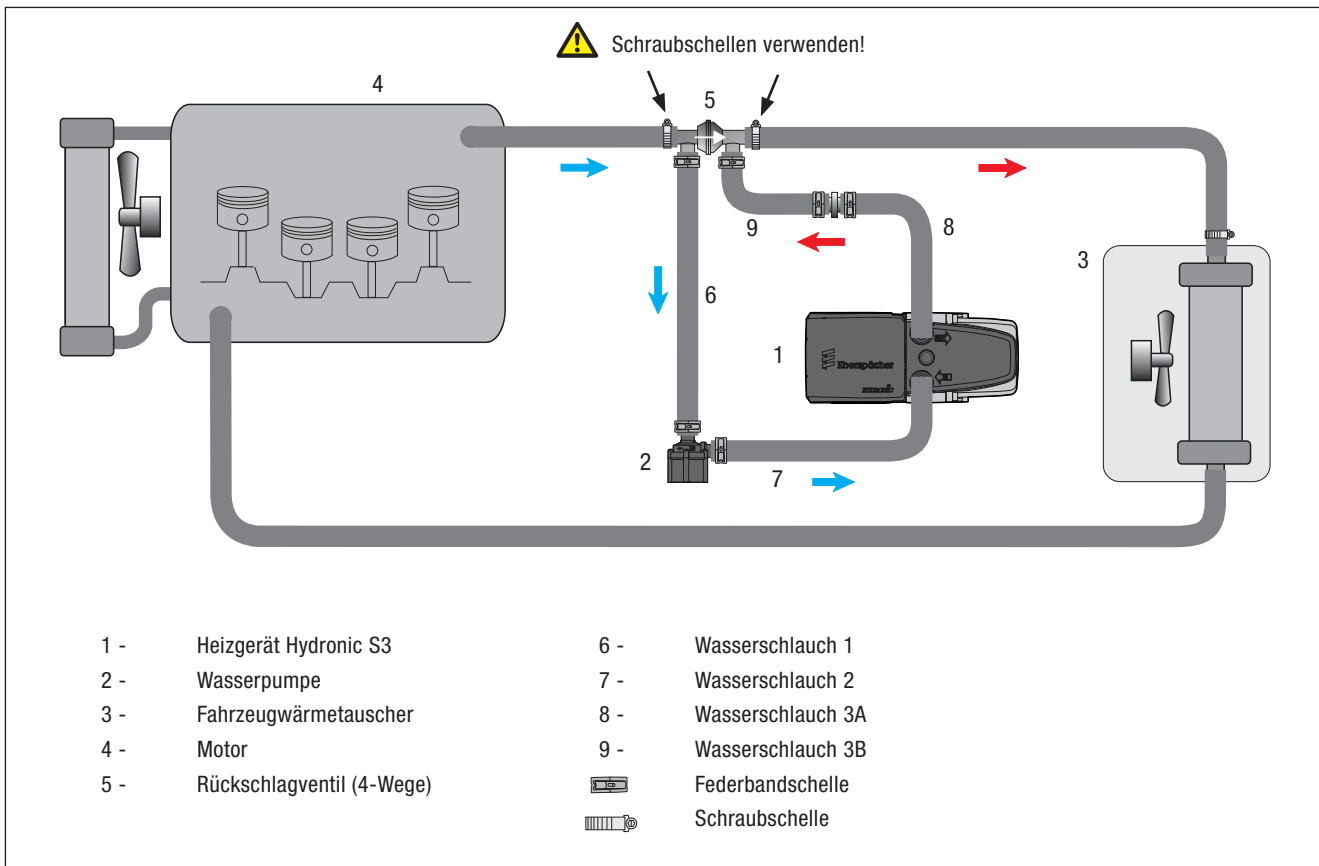 Schraubschellen verwenden!
4
5
9
8
3
6
1
Eberspächer
HYDRONIC
2
7
1 - Heizgerät Hydronic S3
2 - Wasserpumpe
3 - Fahrzeugwärmetauscher
4 - Motor
5 - Rückschlagventil (4-Wege)
6 - Wasserschlauch 1
7 - Wasserschlauch 2
8 - Wasserschlauch 3A
9 - Wasserschlauch 3B
Federbandschelle
Schraubschelle